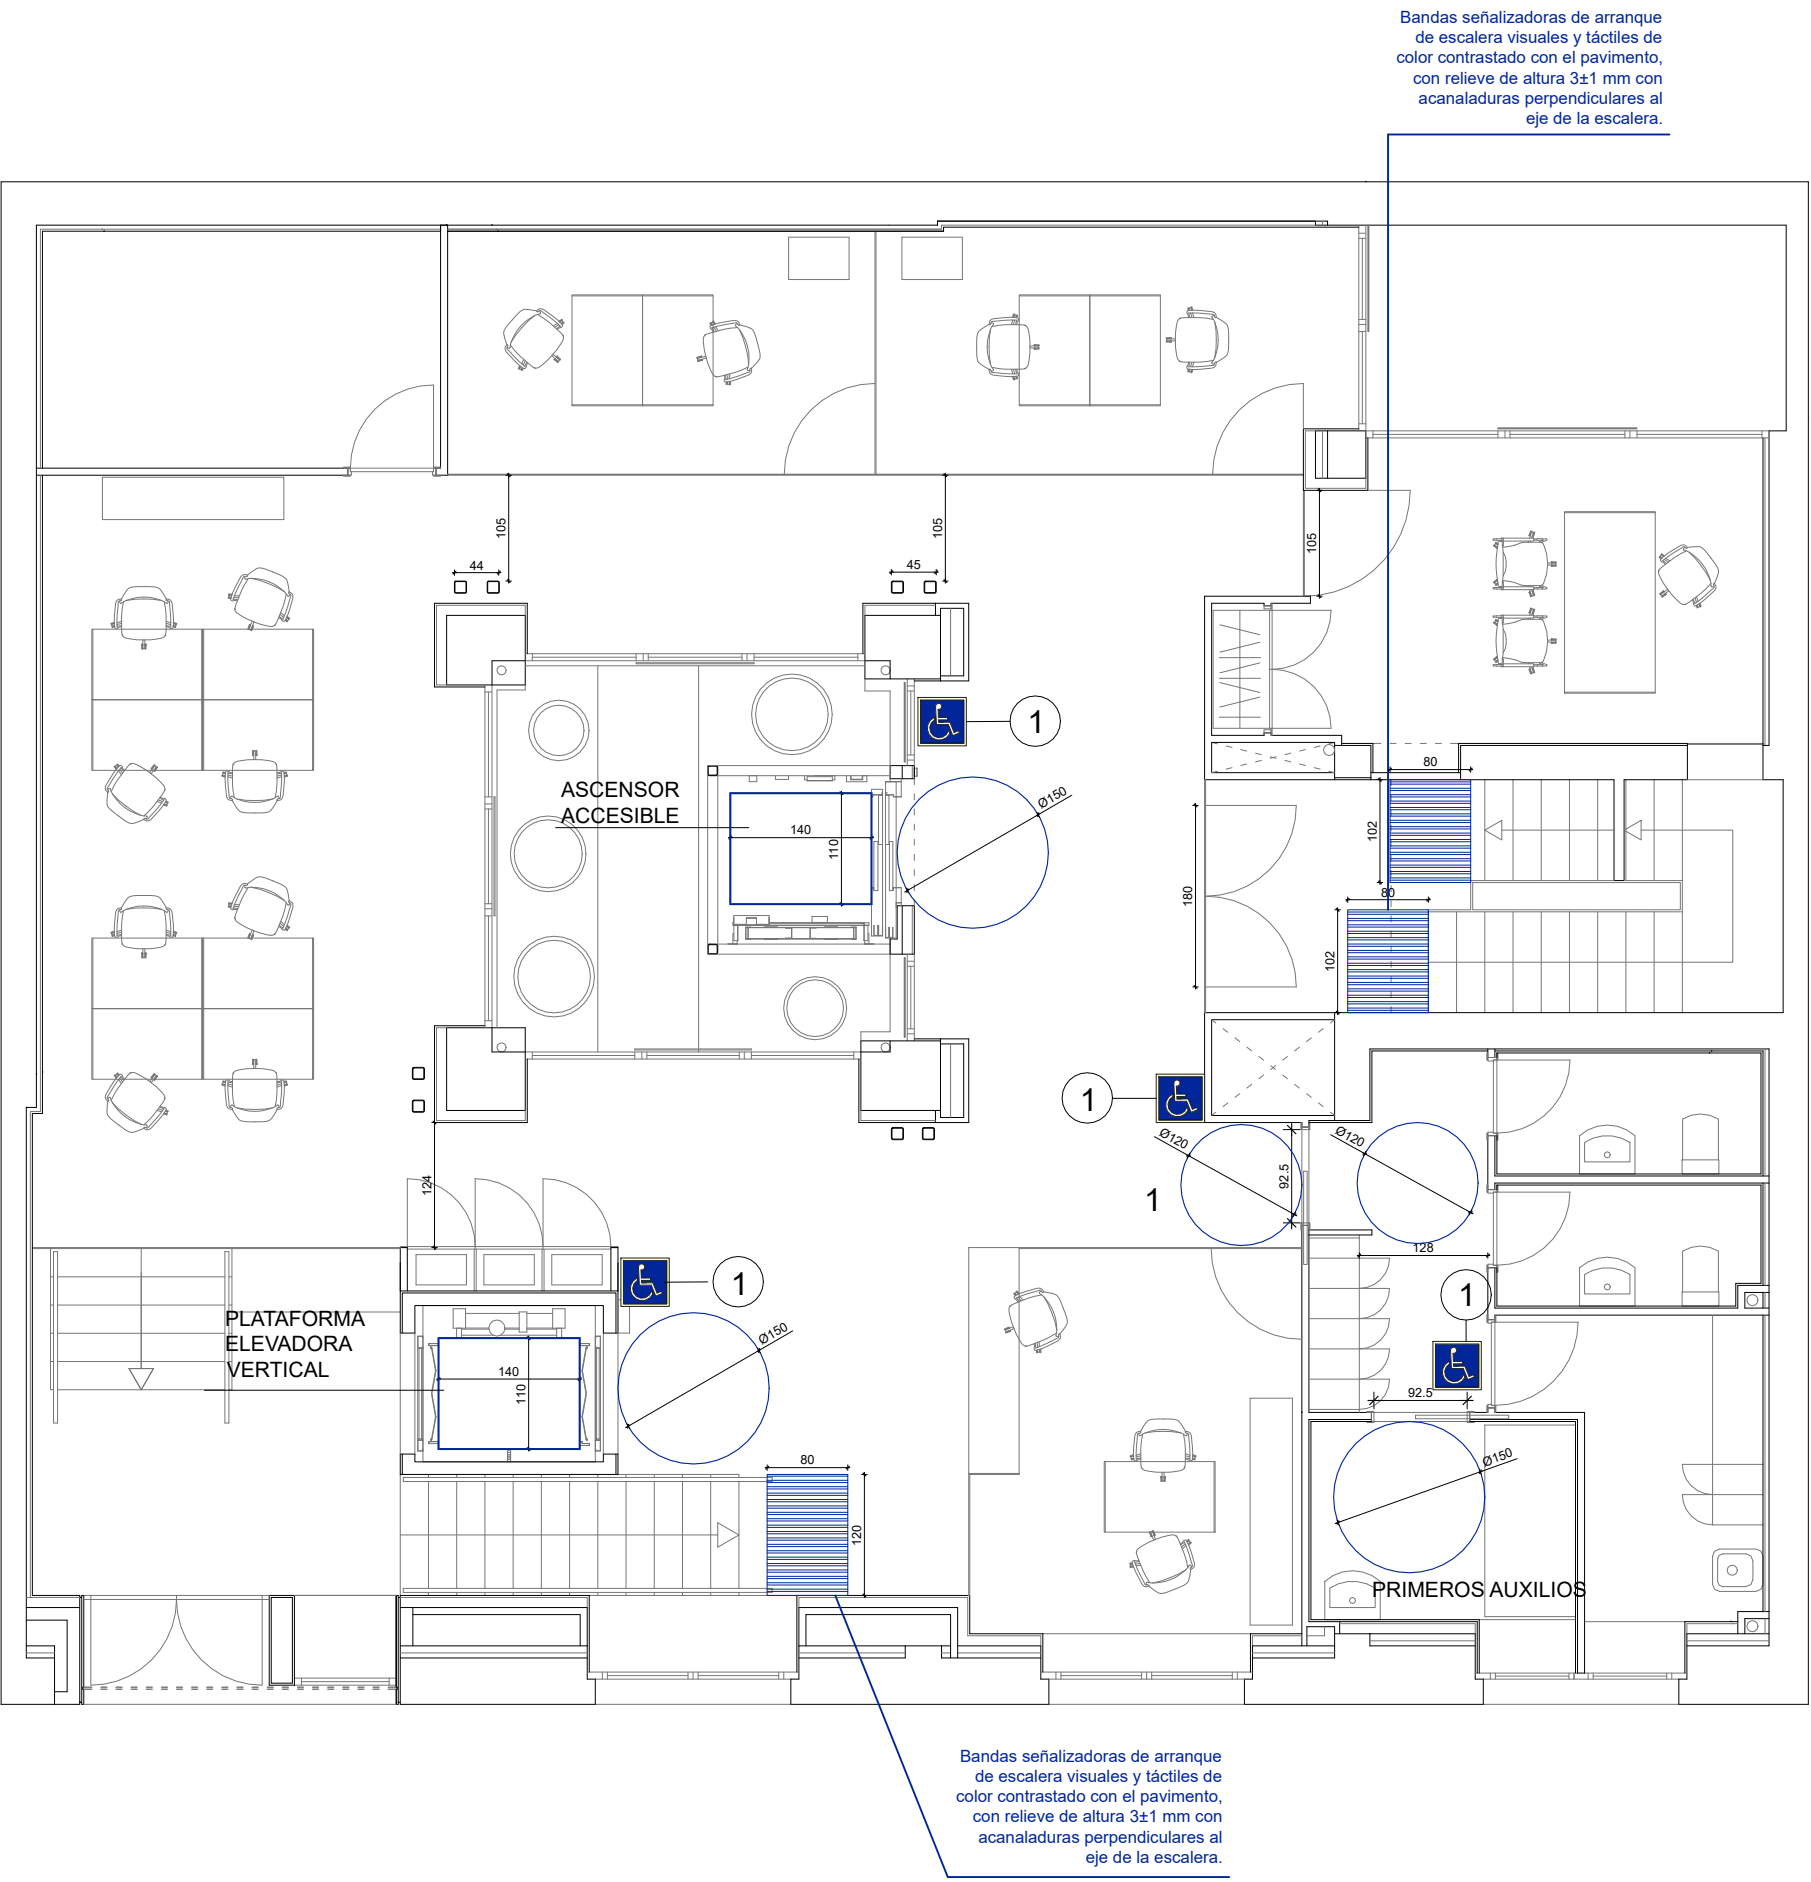 Bandas señalizadoras de arranque
de escalera visuales y táctiles de
color contrastado con el pavimento,
con relieve de altura 3±1 mm con
acanaladuras perpendiculares al
eje de la escalera.
105
105
105
44
45
1
80
ASCENSOR
ACCESIBLE
Ø150
140
110
102
180
80
102
1
Ø120
Ø120
92.5
124
1
128
1
1
PLATAFORMA
ELEVADORA
VERTICAL
Ø150
140
110
92.5
80
Ø150
120
PRIMEROS AUXILIOS
Bandas señalizadoras de arranque
de escalera visuales y táctiles de
color contrastado con el pavimento,
con relieve de altura 3±1 mm con
acanaladuras perpendiculares al
eje de la escalera.